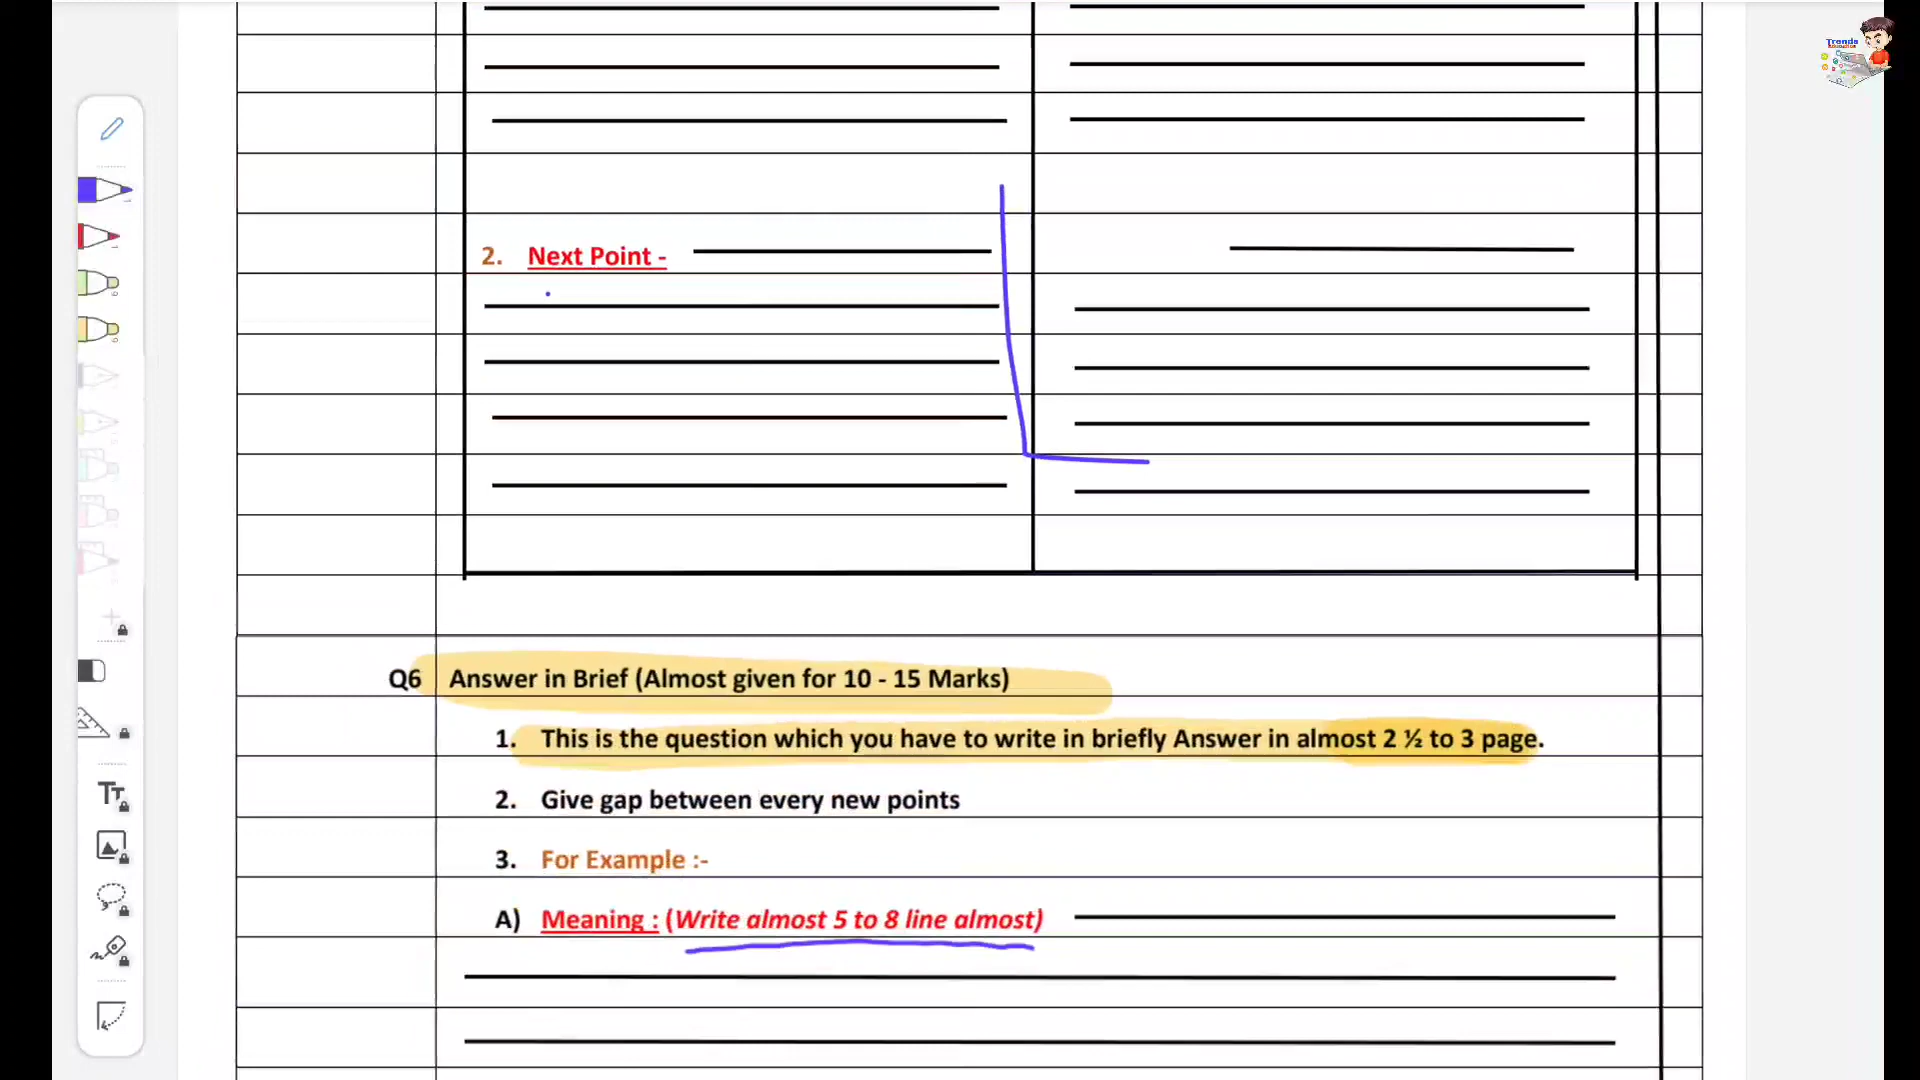 Trends
2. Next Point -
Q6 Answer in Brief (Almost given for 10 - 15 Marks)
1. This is the question which you have to write in briefly Answer in almost 2 ½ to 3 page.
2. Give gap between every new points
3. For Example :-
A) Meaning : (Write almost 5 to 8 line almost)